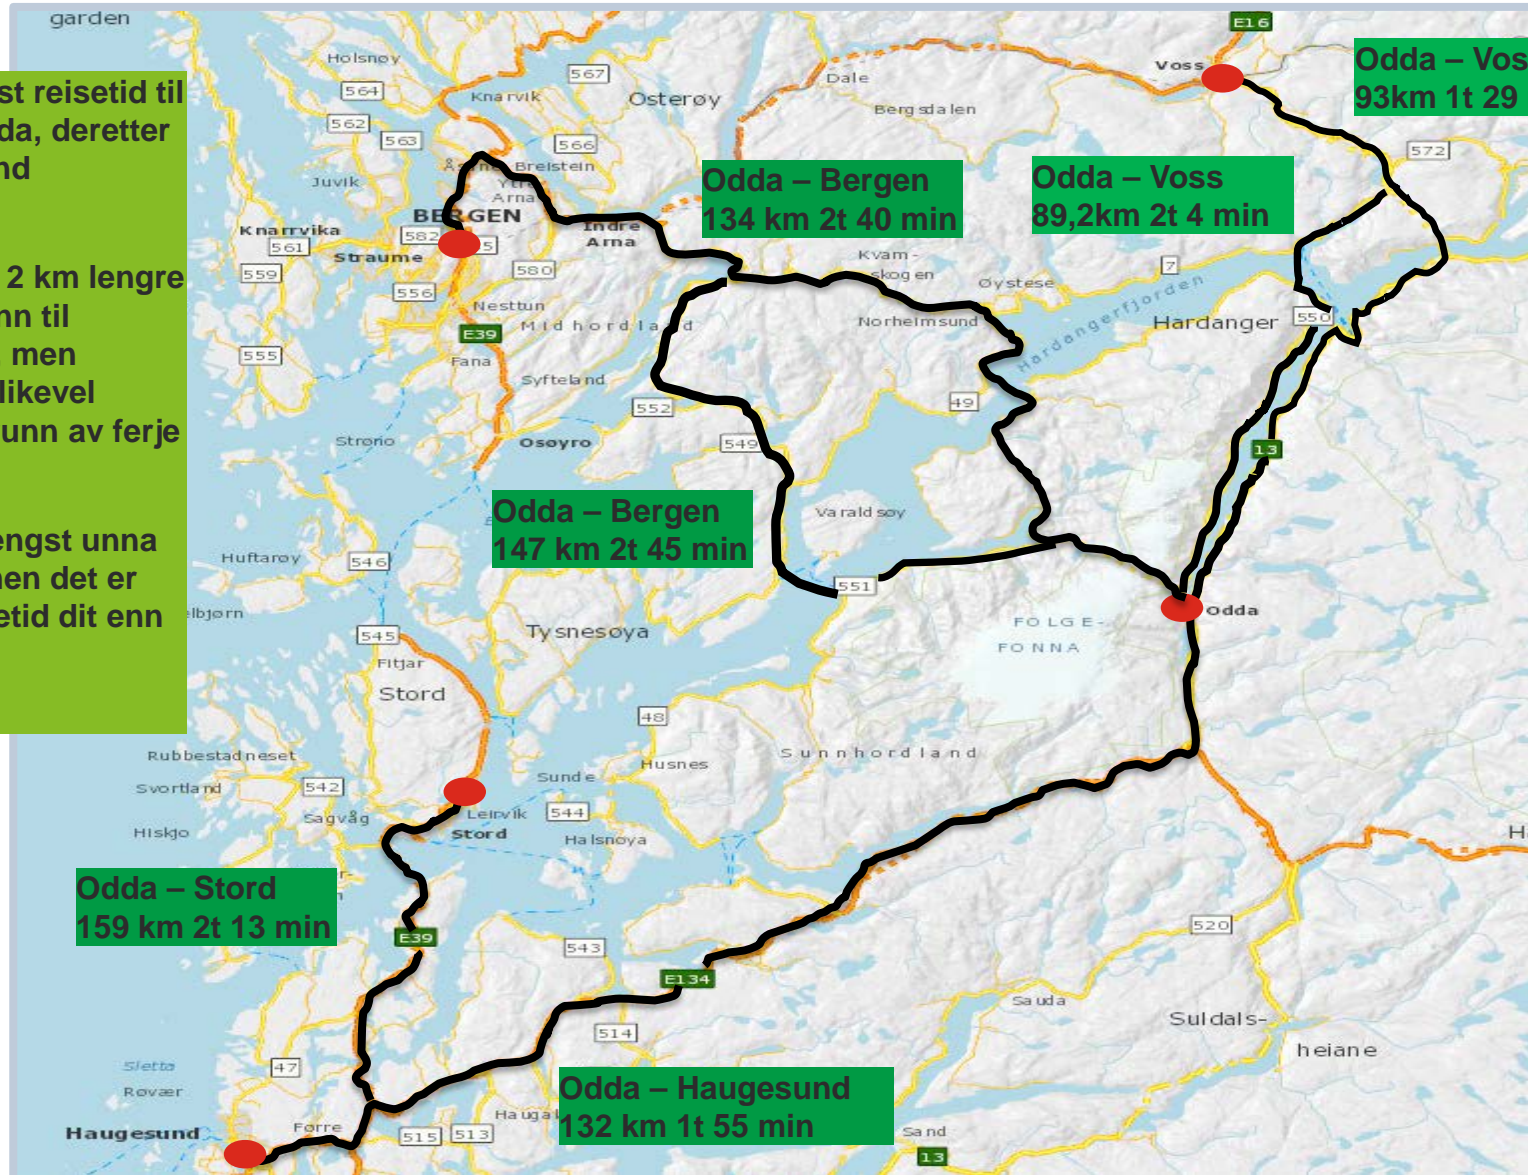 st reisetid til
da, deretter
nd
2 km lengre
nn til
men
likevel
unn av ferje
engst unna
nen det er
etid dit enn
Odda – Vos
93km 1t 29
Odda – Bergen
134 km 2t 40 min
Odda – Voss
89,2km 2t 4 min
Odda – Bergen
147 km 2t 45 min
Odda – Stord
159 km 2t 13 min
Odda – Haugesund
132 km 1t 55 min
garden
Holsnøy
567
564
Knarvik
Osterøy
562
563
566
Breistein
Juvik
Ytre
Arna
BERGEN
Knarrvika
561
582
Straume
Indre
Arna
559
580
556
Nesttun
E39
Midhordland
555
Fana
Syfteland
552
Strøno
Osøyro
549
Dale
Bergsdalen
E16
Voss
572
Kvam-
skogen
Øystese
7
Norheimsund
Hardangerfjorden
Hardanger
550
49
13
Varaldsøy
551
Odda
FOLGE-
FONNA
Huftarøy
546
elbjørn
545
Tysnesøya
Fitjar
Stord
48
Sunnhordland
Husnes
Rubbestadneset
Svortland
542
Sunde
Sagvåg
Leirvik
544
Stord
Hiskjo
Halsnøya
E39
543
E134
520
Sauda
Suldals-
heiane
514
Sletta
47
Røvær
Haugesund
Førre
515
513
Hauga
Sand
13
H